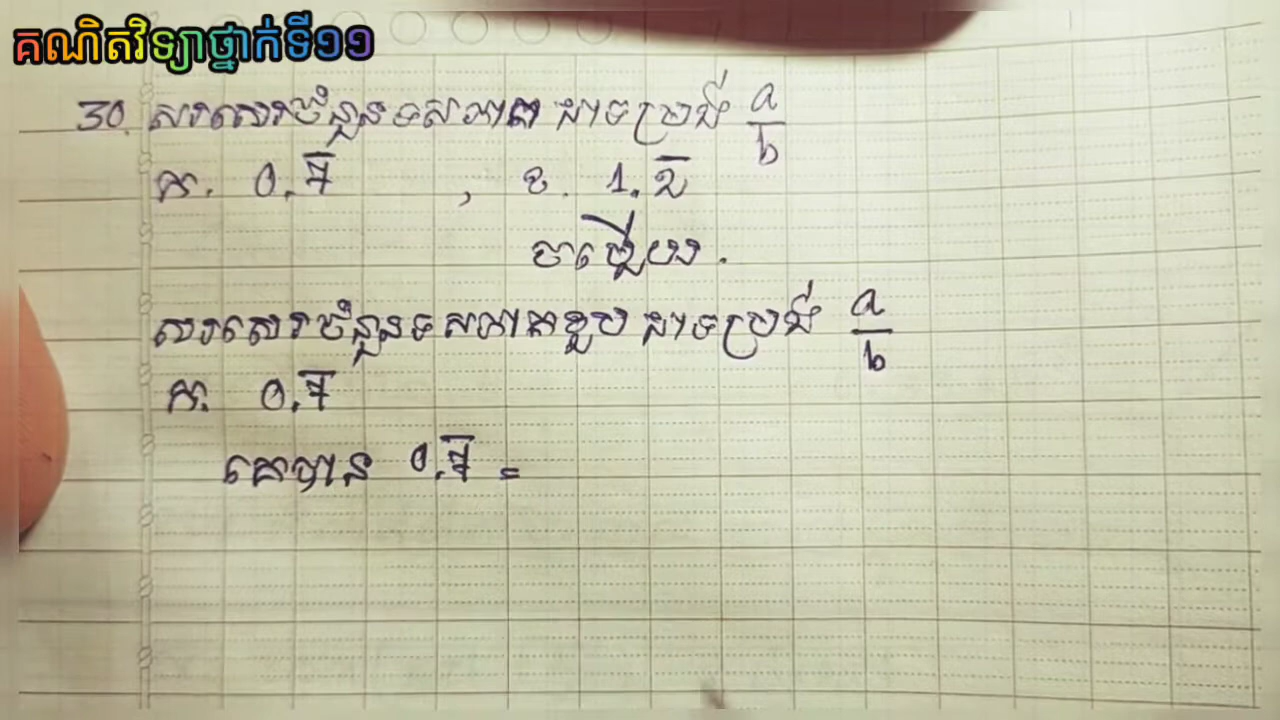 គណិតវិទ្យាថ្នាក់ទី១១
30. សរសេរចំនួនទសភាគ ជាទម្រង់ a/b
ក. 0.7̅ , ខ. 1.2̅
ចម្លើយ .
សរសេរចំនួនទសភាគខួប ជាទម្រង់ a/b
ក. 0.7̅
គេបាន 0.7̅ =